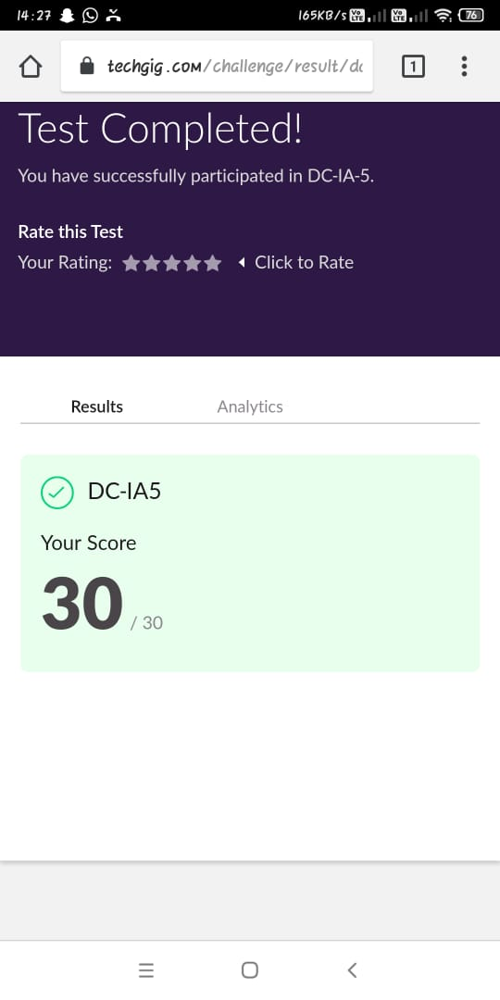 14:27 165KB/s Vo LTE Vo LTE 76
techgig.com/challenge/result/dc 1
Test Completed!
You have successfully participated in DC-IA-5.
Rate this Test
Your Rating: Click to Rate
Results Analytics
DC-IA5
Your Score
30 / 30